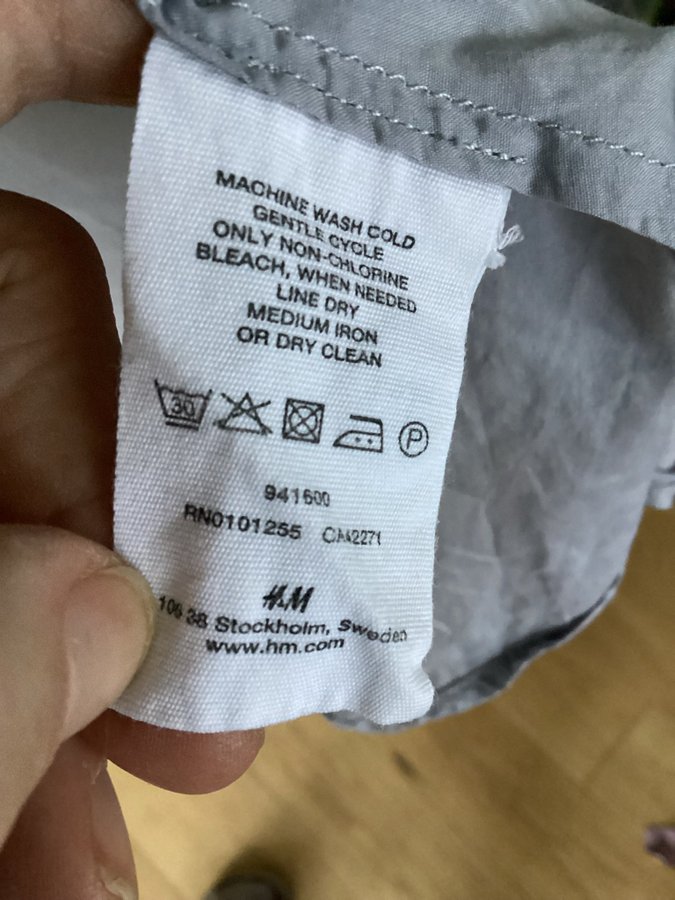 MACHINE WASH COLD
GENTLE CYCLE
ONLY NON-CHLORINE
BLEACH, WHEN NEEDED
LINE DRY
MEDIUM IRON
OR DRY CLEAN
30 P
941600
RN0101255 CA42271
H&M
106 38 Stockholm, Sweden
www.hm.com